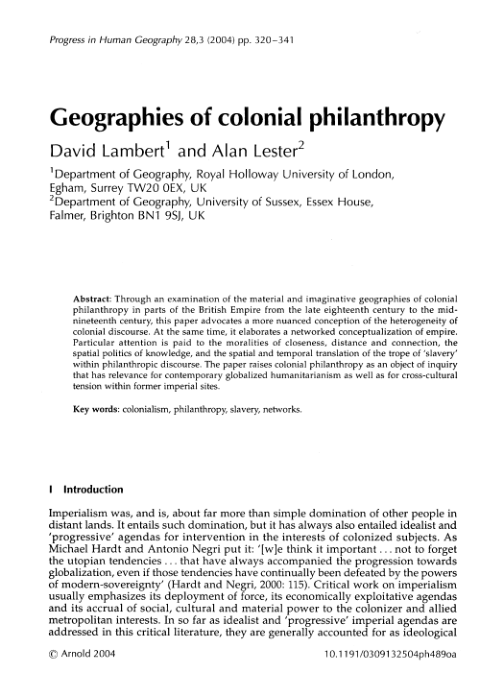 Progress in Human Geography 28,3 (2004) pp. 320–341
Geographies of colonial philanthropy
David Lambert¹ and Alan Lester²
¹Department of Geography, Royal Holloway University of London,
Egham, Surrey TW20 0EX, UK
²Department of Geography, University of Sussex, Essex House,
Falmer, Brighton BN1 9SJ, UK
Abstract: Through an examination of the material and imaginative geographies of colonial
philanthropy in parts of the British Empire from the late eighteenth century to the mid-
nineteenth century, this paper advocates a more nuanced conception of the heterogeneity of
colonial discourse. At the same time, it elaborates a networked conceptualization of empire.
Particular attention is paid to the moralities of closeness, distance and connection, the
spatial politics of knowledge, and the spatial and temporal translation of the trope of 'slavery'
within philanthropic discourse. The paper raises colonial philanthropy as an object of inquiry
that has relevance for contemporary globalized humanitarianism as well as for cross-cultural
tension within former imperial sites.
Key words: colonialism, philanthropy, slavery, networks.
I Introduction
Imperialism was, and is, about far more than simple domination of other people in
distant lands. It entails such domination, but it has always also entailed idealist and
'progressive' agendas for intervention in the interests of colonized subjects. As
Michael Hardt and Antonio Negri put it: '[w]e think it important . . . not to forget
the utopian tendencies . . . that have always accompanied the progression towards
globalization, even if those tendencies have continually been defeated by the powers
of modern-sovereignty' (Hardt and Negri, 2000: 115). Critical work on imperialism
usually emphasizes its deployment of force, its economically exploitative agendas
and its accrual of social, cultural and material power to the colonizer and allied
metropolitan interests. In so far as idealist and 'progressive' imperial agendas are
addressed in this critical literature, they are generally accounted for as ideological
© Arnold 2004
10.1191/0309132504ph489oa